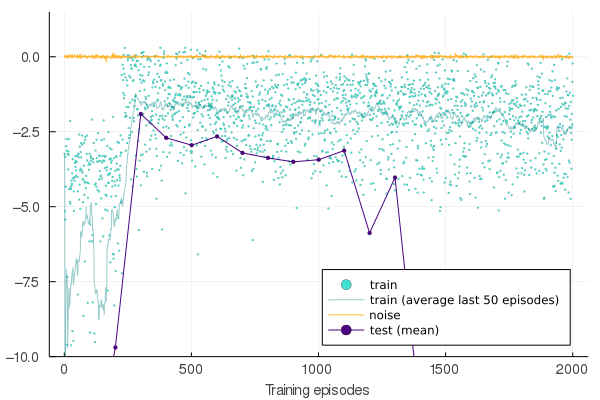 0.0
−2.5
−5.0
−7.5
−10.0
train
train (average last 50 episodes)
noise
test (mean)
0 500 1000 1500 2000
Training episodes